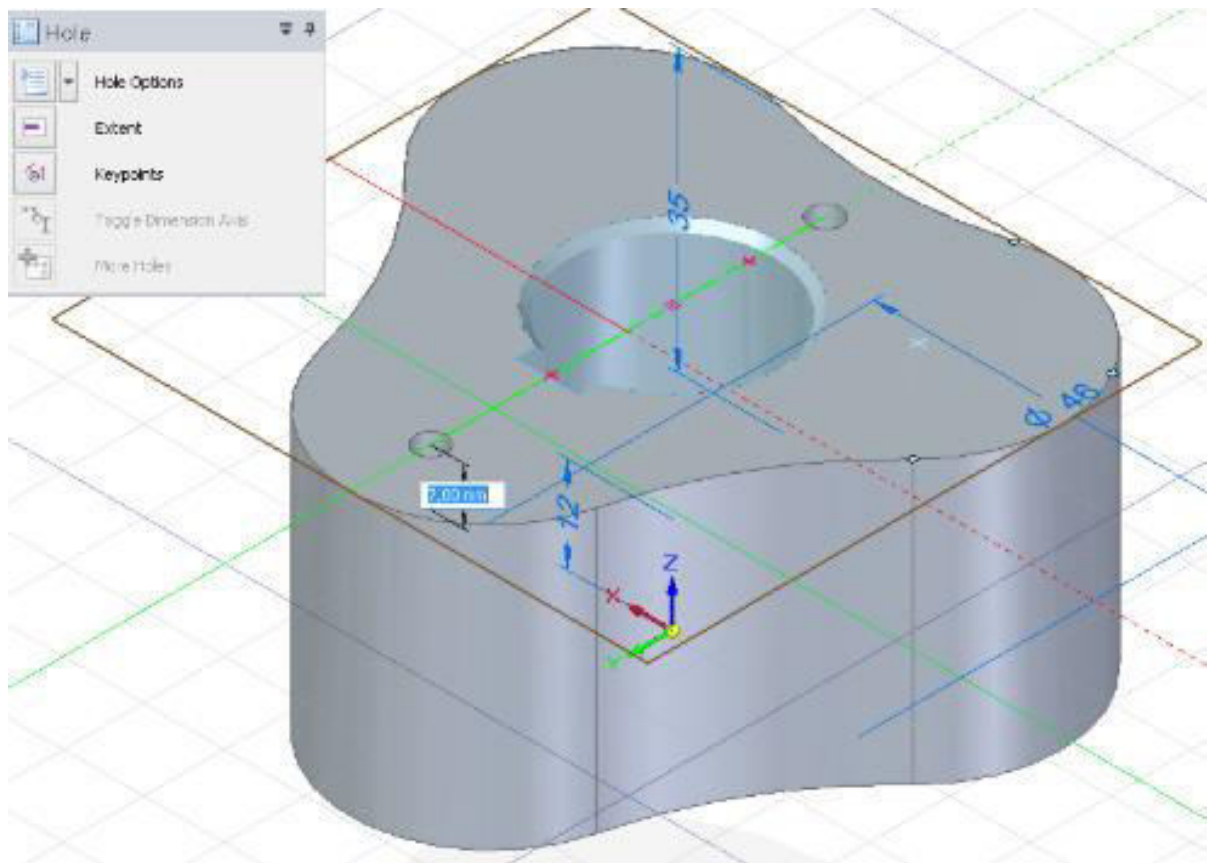 Hole
Hole Options
Extent
Keypoints
Toggle Dimension Axis
More Holes
35
Ø 46
12
Z
X
Y
X